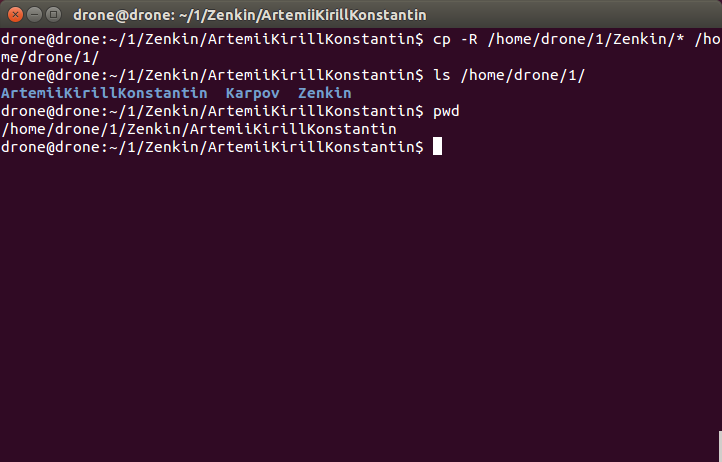 drone@drone: ~/1/Zenkin/ArtemiiKirillKonstantin
drone@drone:~/1/Zenkin/ArtemiiKirillKonstantin$ cp -R /home/drone/1/Zenkin/* /ho
me/drone/1/
drone@drone:~/1/Zenkin/ArtemiiKirillKonstantin$ ls /home/drone/1/
ArtemiiKirillKonstantin  Karpov  Zenkin
drone@drone:~/1/Zenkin/ArtemiiKirillKonstantin$ pwd
/home/drone/1/Zenkin/ArtemiiKirillKonstantin
drone@drone:~/1/Zenkin/ArtemiiKirillKonstantin$